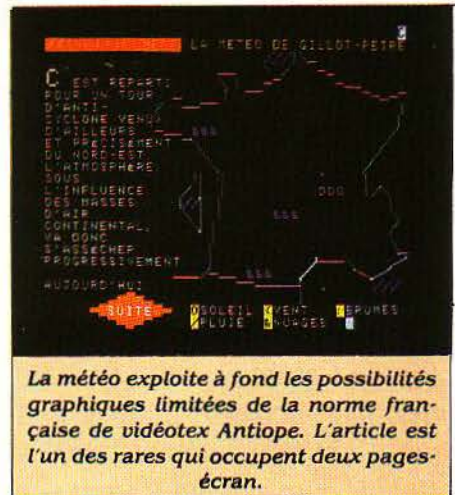 LA METEO DE GILLOT-PETRE
C EST REPARTI
POUR UN TOUR
D'ANTI-
CYCLONE VENU
D'AILLEURS
ET PRECISEMENT
DU NORD-EST.
L'ATMOSPHERE,
SOUS
L'INFLUENCE
DES MASSES
D'AIR
CONTINENTAL,
VA DONC
S'ASSECHER
PROGRESSIVEMENT
AUJOURD'HUI
SUITE
SOLEIL VENT BRUMES
PLUIE NUAGES
La météo exploite à fond les possibilités
graphiques limitées de la norme fran-
çaise de vidéotex Antiope. L'article est
l'un des rares qui occupent deux pages-
écran.